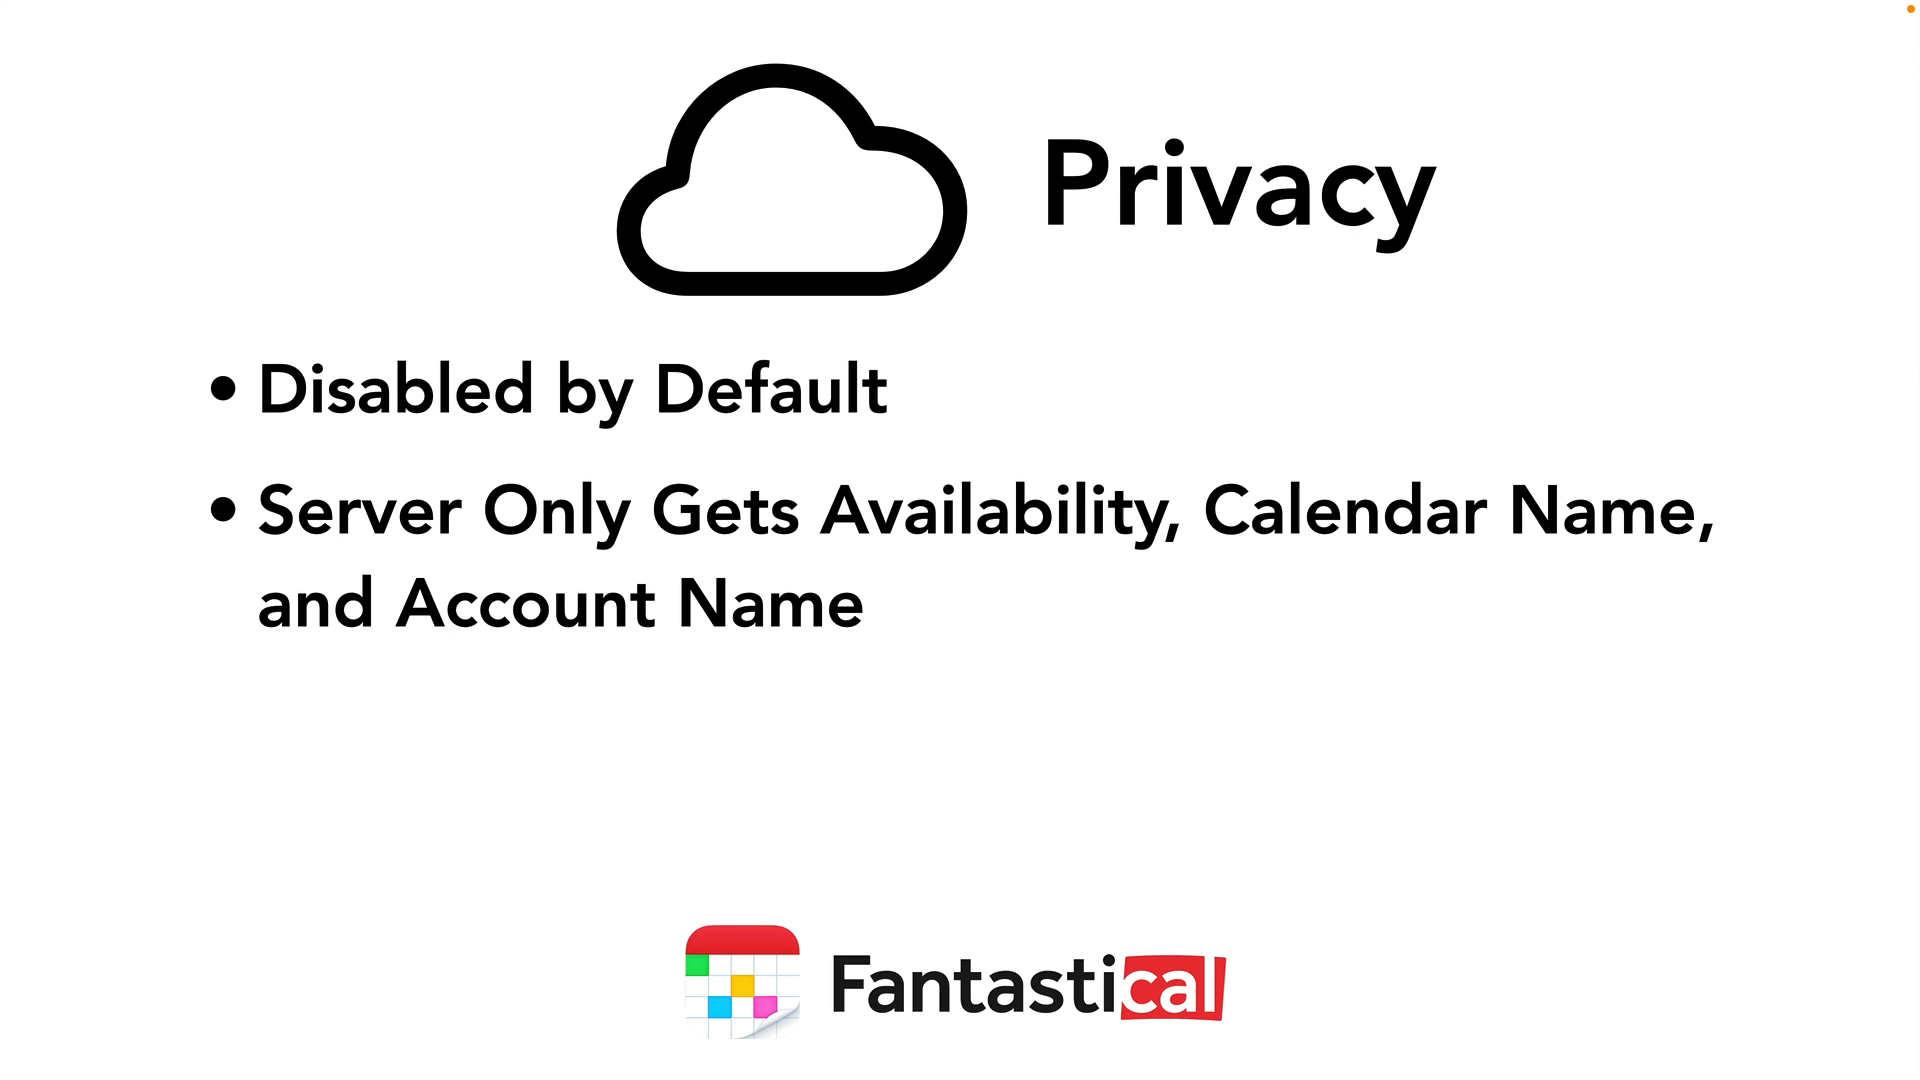 Privacy
• Disabled by Default
• Server Only Gets Availability, Calendar Name,
and Account Name
Fantastical